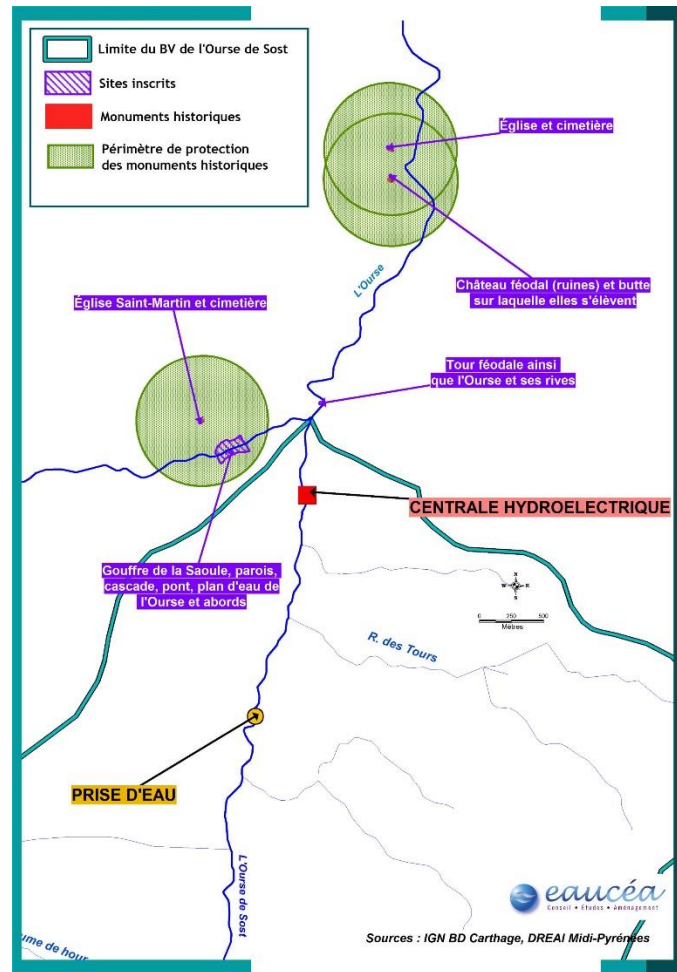 Limite du BV de l'Ourse de Sost
Sites inscrits
Monuments historiques
Périmètre de protection
des monuments historiques
Église et cimetière
L'Ourse
Château féodal (ruines) et butte
sur laquelle elles s'élèvent
Église Saint-Martin et cimetière
Tour féodale ainsi
que l'Ourse et ses rives
CENTRALE HYDROELECTRIQUE
Gouffre de la Saoule, parois,
cascade, pont, plan d'eau de
l'Ourse et abords
N
W E
S
0 250 500
Mètres
R. des Tours
PRISE D'EAU
L'Ourse de Sost
eaucéa
Conseil • Études • Aménagement
ume de hour
Sources : IGN BD Carthage, DREAl Midi-Pyrénées